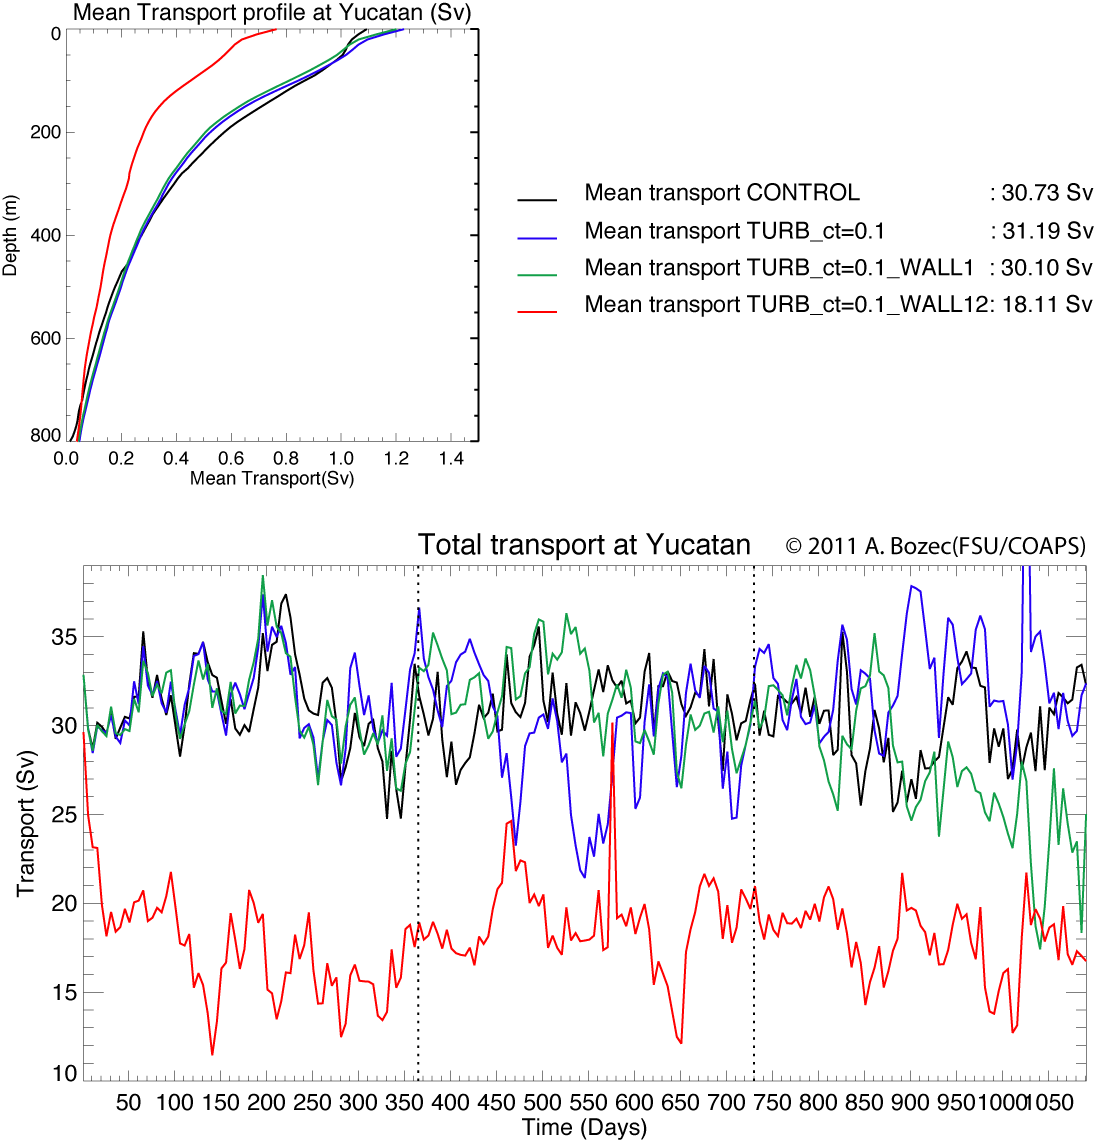 Mean Transport profile at Yucatan (Sv)
0
200
400
600
800
Depth (m)
0.0 0.2 0.4 0.6 0.8 1.0 1.2 1.4
Mean Transport(Sv)
Mean transport CONTROL : 30.73 Sv
Mean transport TURB_ct=0.1 : 31.19 Sv
Mean transport TURB_ct=0.1_WALL1 : 30.10 Sv
Mean transport TURB_ct=0.1_WALL12: 18.11 Sv
Total transport at Yucatan © 2011 A. Bozec(FSU/COAPS)
35
30
25
20
15
10
Transport (Sv)
50 100 150 200 250 300 350 400 450 500 550 600 650 700 750 800 850 900 950 1000 1050
Time (Days)